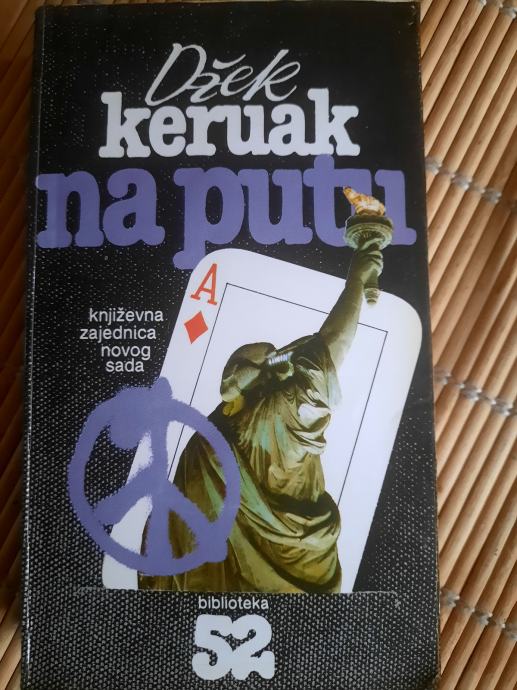 Džek
keruak
na putu
A
književna
zajednica
novog
sada
biblioteka
52